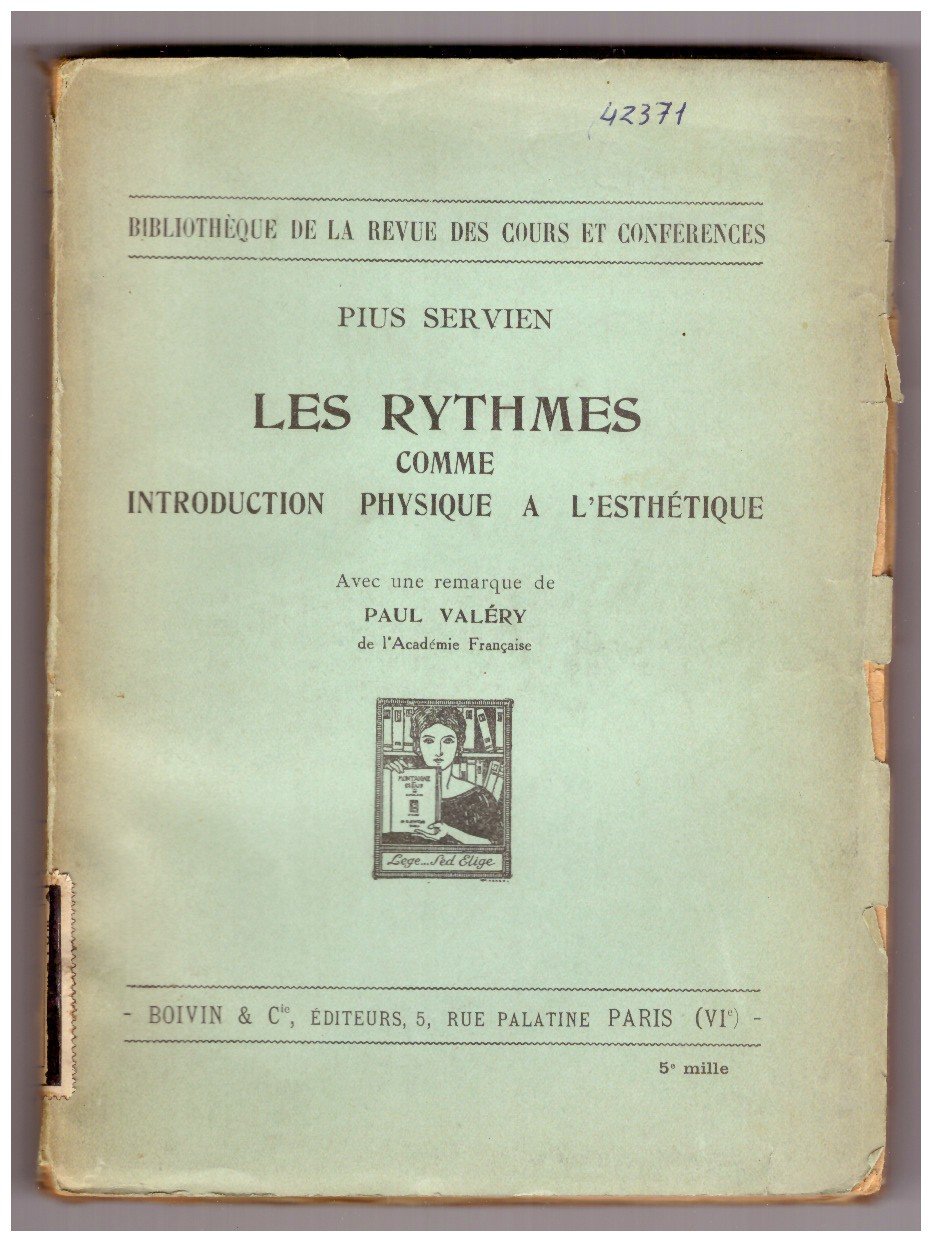 42371
BIBLIOTHÈQUE DE LA REVUE DES COURS ET CONFÉRENCES
PIUS SERVIEN
LES RYTHMES
COMME
INTRODUCTION PHYSIQUE A L'ESTHÉTIQUE
Avec une remarque de
PAUL VALÉRY
de l'Académie Française
MONTAIGNE
Lege...Sed Elige
- BOIVIN & Cie, ÉDITEURS, 5, RUE PALATINE PARIS (VIe) -
5e mille